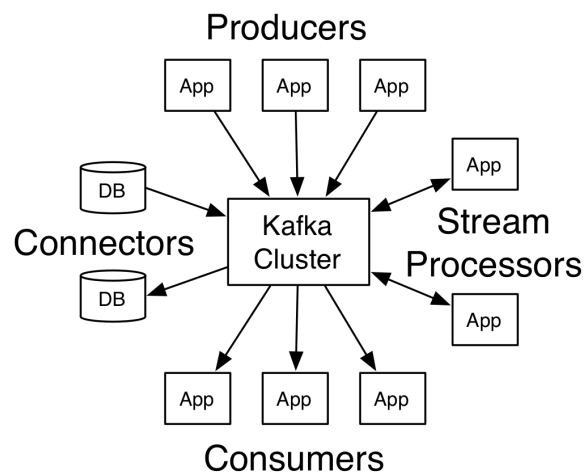 Producers
App
App
App
DB
App
Kafka
Cluster
Stream
Processors
Connectors
DB
App
App
App
App
Consumers